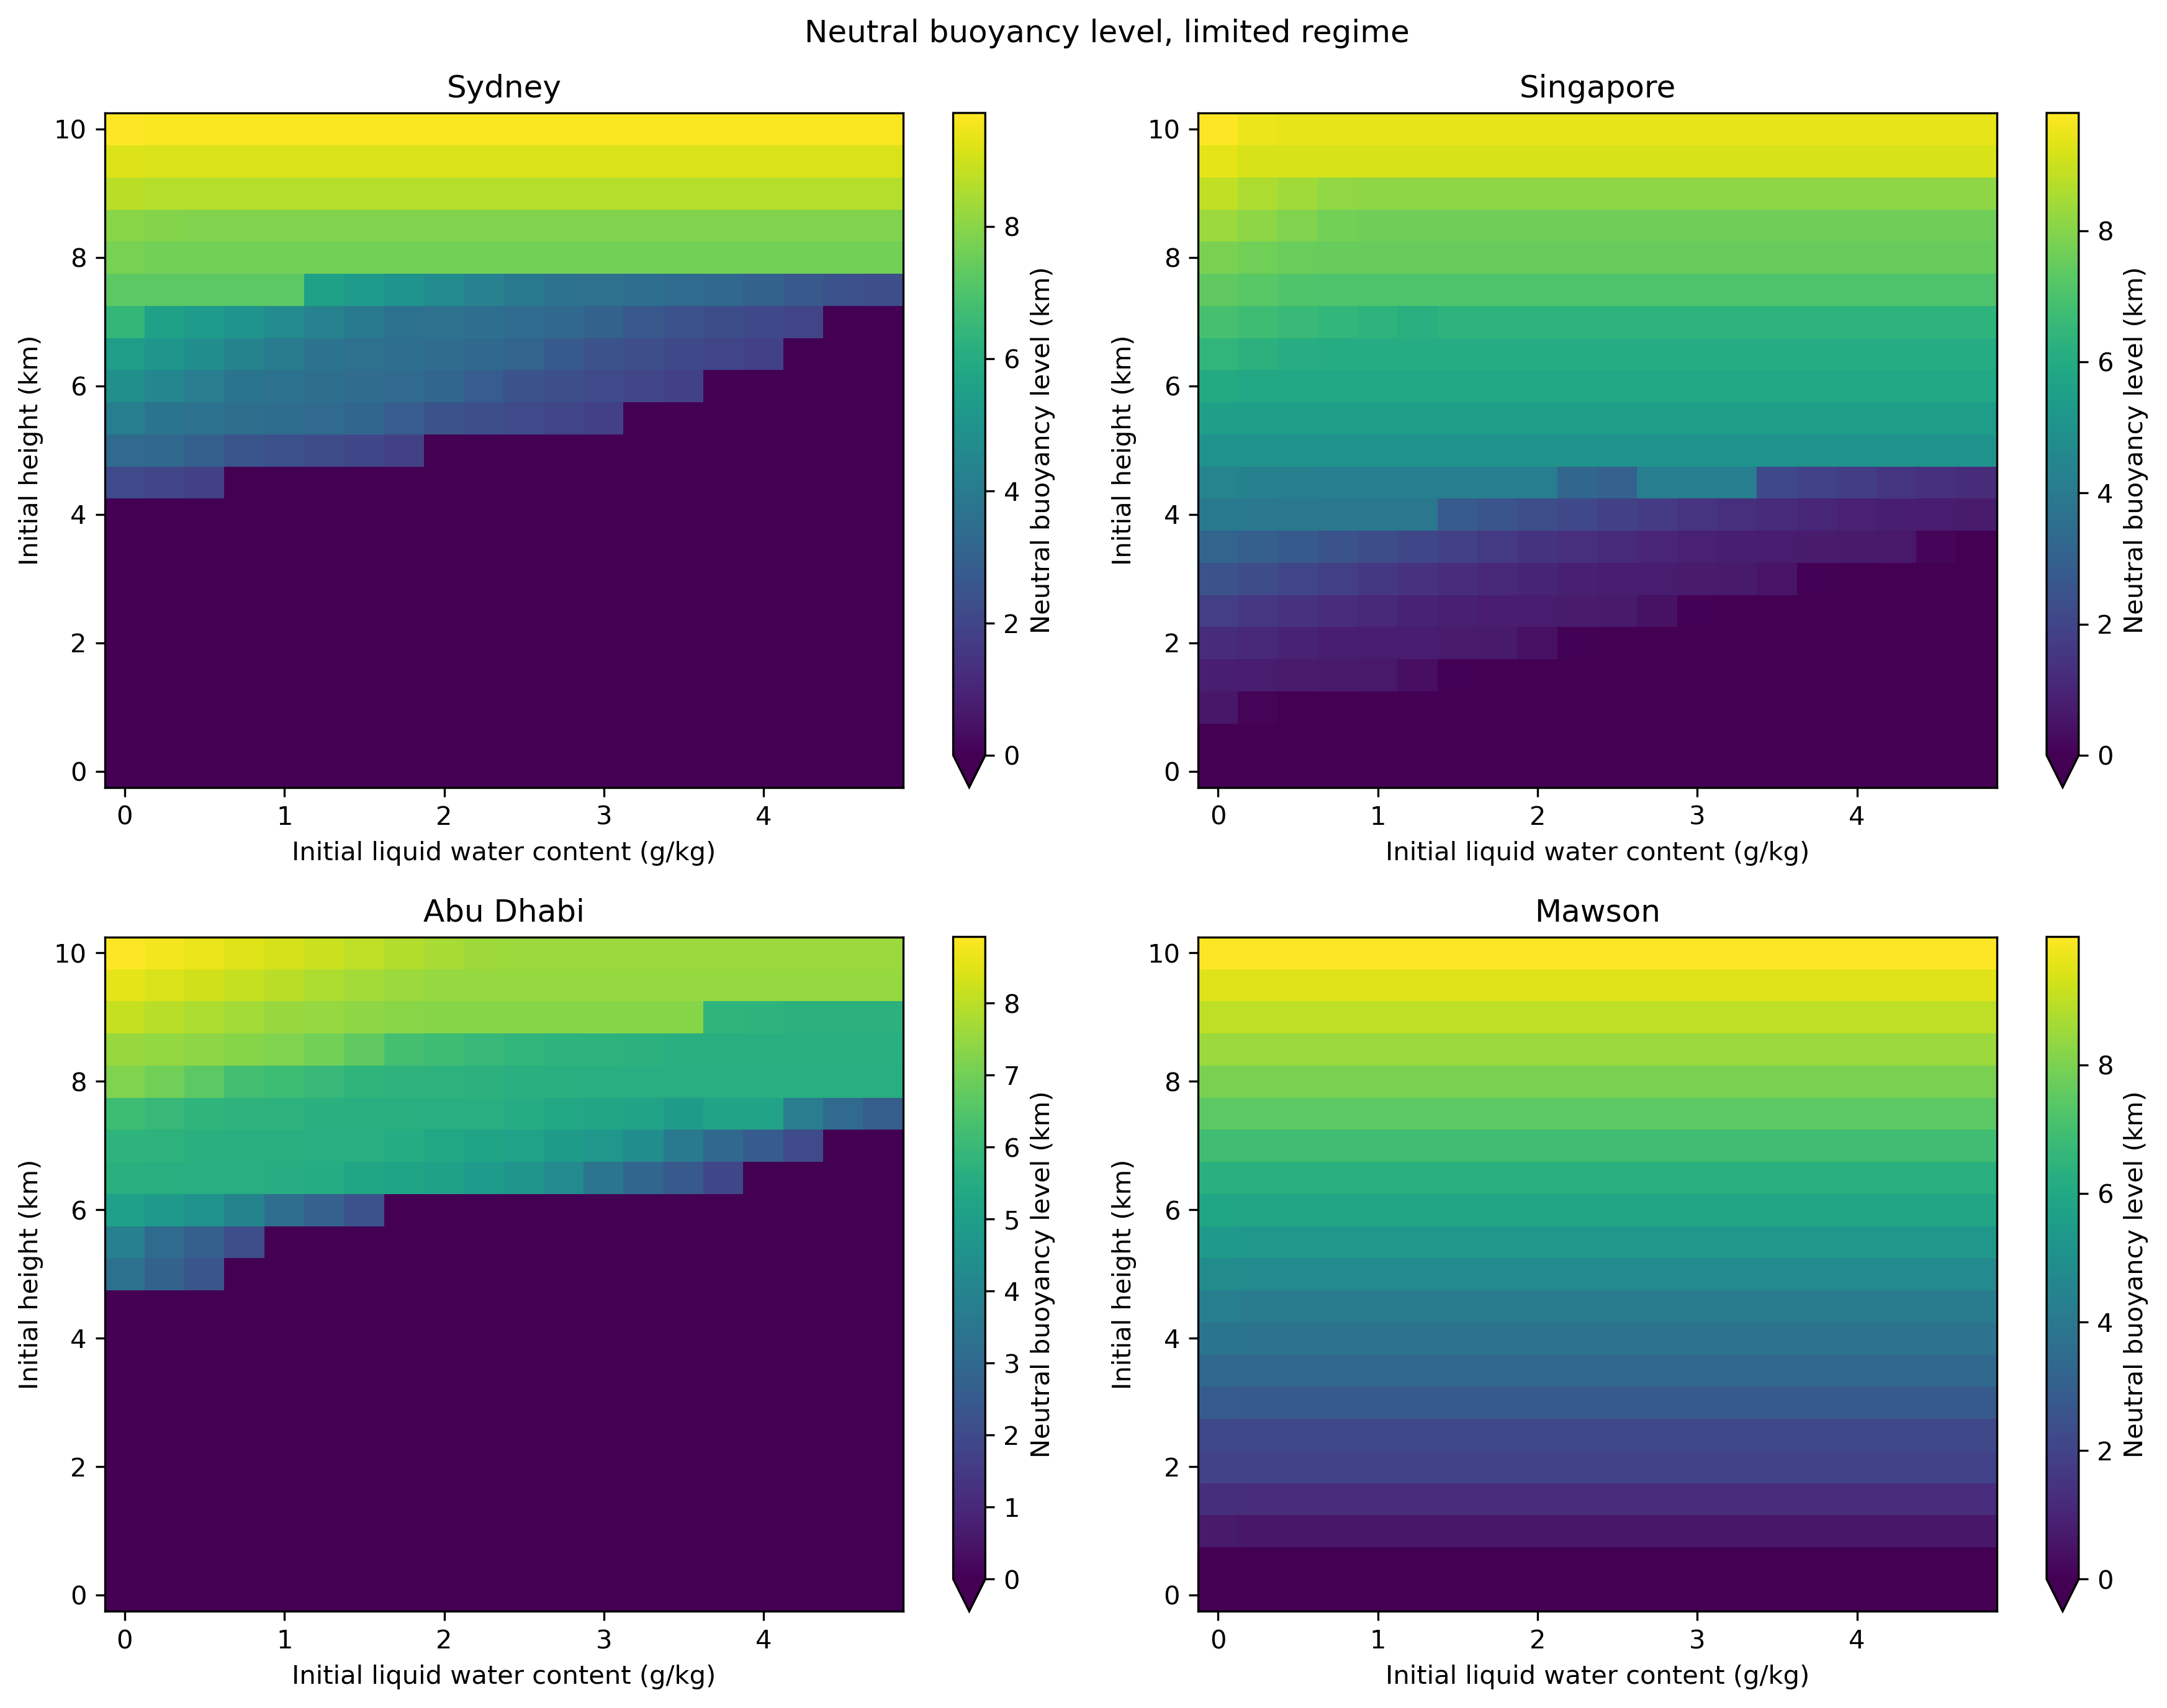 Neutral buoyancy level, limited regime
Sydney
10
8
6
4
2
0
Initial height (km)
0 1 2 3 4
Initial liquid water content (g/kg)
8
6
4
2
0
Neutral buoyancy level (km)
Singapore
10
8
6
4
2
0
Initial height (km)
0 1 2 3 4
Initial liquid water content (g/kg)
8
6
4
2
0
Neutral buoyancy level (km)
Abu Dhabi
10
8
6
4
2
0
Initial height (km)
0 1 2 3 4
Initial liquid water content (g/kg)
8
7
6
5
4
3
2
1
0
Neutral buoyancy level (km)
Mawson
10
8
6
4
2
0
Initial height (km)
0 1 2 3 4
Initial liquid water content (g/kg)
8
6
4
2
0
Neutral buoyancy level (km)